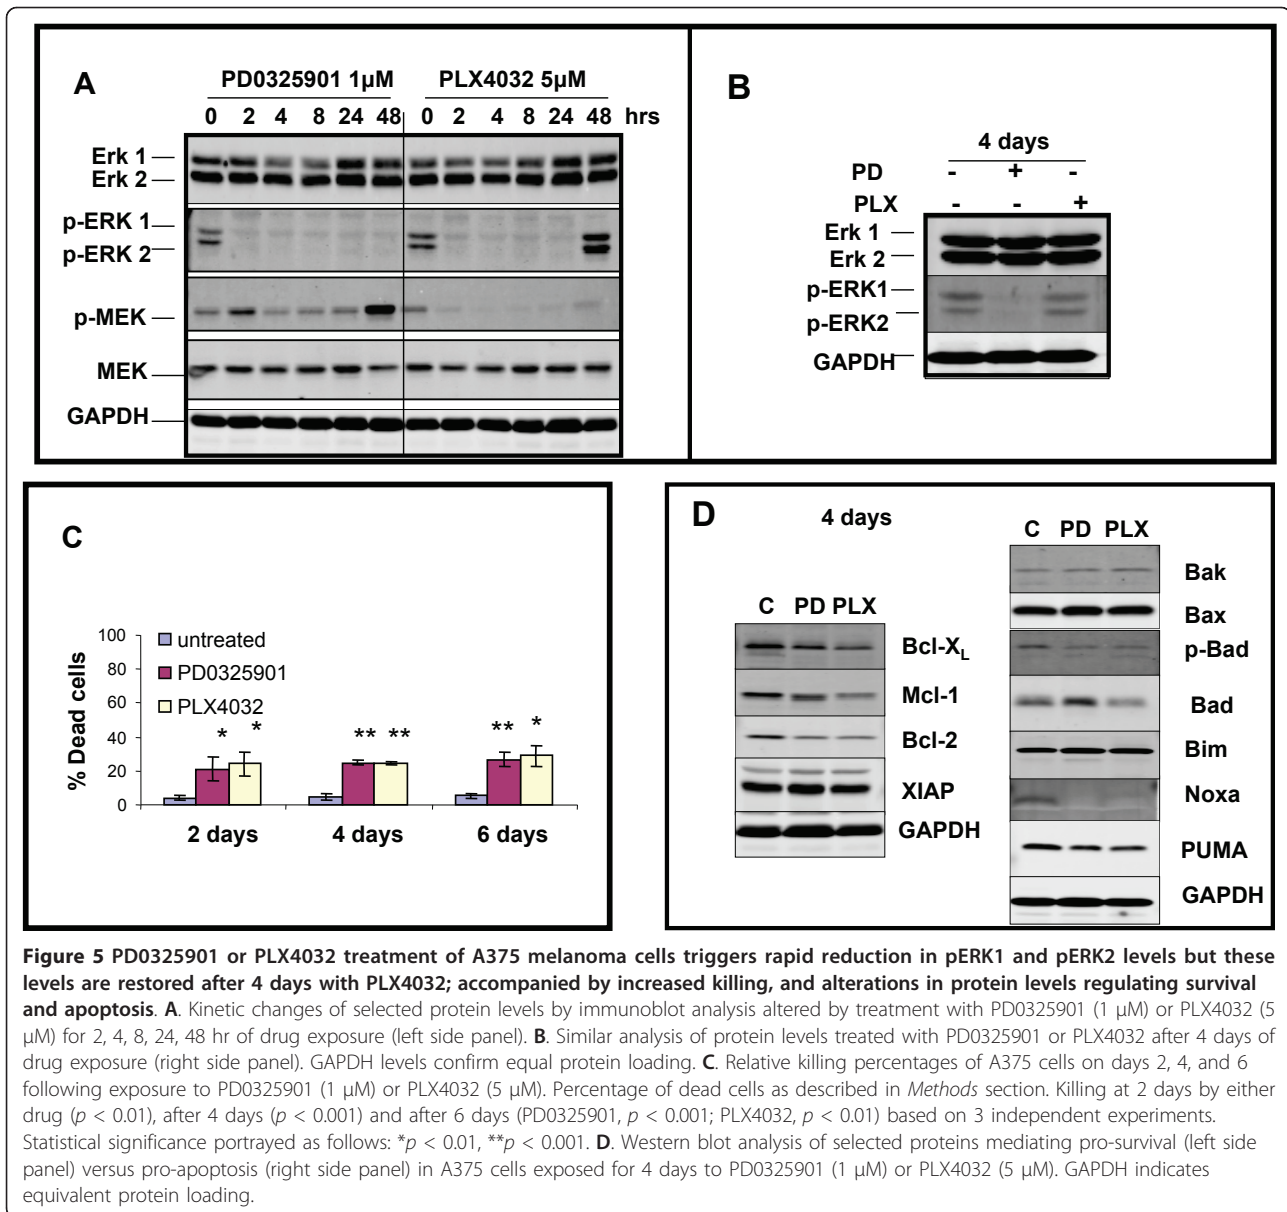 A
PD0325901 1µM PLX4032 5µM
0 2 4 8 24 48 0 2 4 8 24 48 hrs
Erk 1
Erk 2
p-ERK 1
p-ERK 2
p-MEK
MEK
GAPDH
B
4 days
PD - + -
PLX - - +
Erk 1
Erk 2
p-ERK1
p-ERK2
GAPDH
C
% Dead cells
100
80
60
40
20
0
untreated
PD0325901
PLX4032
* * ** ** ** *
2 days 4 days 6 days
D
4 days
C PD PLX
Bcl-XL
Mcl-1
Bcl-2
XIAP
GAPDH
C PD PLX
Bak
Bax
p-Bad
Bad
Bim
Noxa
PUMA
GAPDH
Figure 5 PD0325901 or PLX4032 treatment of A375 melanoma cells triggers rapid reduction in pERK1 and pERK2 levels but these
levels are restored after 4 days with PLX4032; accompanied by increased killing, and alterations in protein levels regulating survival
and apoptosis. A. Kinetic changes of selected protein levels by immunoblot analysis altered by treatment with PD0325901 (1 µM) or PLX4032 (5
µM) for 2, 4, 8, 24, 48 hr of drug exposure (left side panel). B. Similar analysis of protein levels treated with PD0325901 or PLX4032 after 4 days of
drug exposure (right side panel). GAPDH levels confirm equal protein loading. C. Relative killing percentages of A375 cells on days 2, 4, and 6
following exposure to PD0325901 (1 µM) or PLX4032 (5 µM). Percentage of dead cells as described in Methods section. Killing at 2 days by either
drug (p < 0.01), after 4 days (p < 0.001) and after 6 days (PD0325901, p < 0.001; PLX4032, p < 0.01) based on 3 independent experiments.
Statistical significance portrayed as follows: *p < 0.01, **p < 0.001. D. Western blot analysis of selected proteins mediating pro-survival (left side
panel) versus pro-apoptosis (right side panel) in A375 cells exposed for 4 days to PD0325901 (1 µM) or PLX4032 (5 µM). GAPDH indicates
equivalent protein loading.